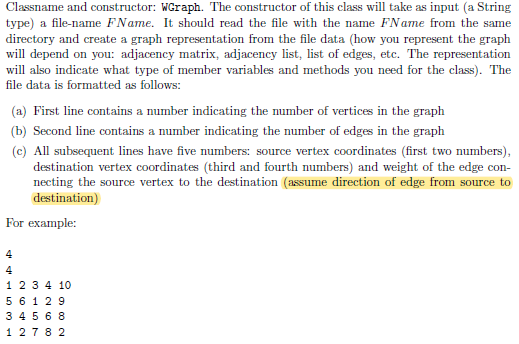 Classname and constructor: WGraph. The constructor of this class will take as input (a String
type) a file-name FName. It should read the file with the name FName from the same
directory and create a graph representation from the file data (how you represent the graph
will depend on you: adjacency matrix, adjacency list, list of edges, etc. The representation
will also indicate what type of member variables and methods you need for the class). The
file data is formatted as follows:
(a) First line contains a number indicating the number of vertices in the graph
(b) Second line contains a number indicating the number of edges in the graph
(c) All subsequent lines have five numbers: source vertex coordinates (first two numbers),
destination vertex coordinates (third and fourth numbers) and weight of the edge con-
necting the source vertex to the destination (assume direction of edge from source to
destination)
For example:
4
4
1 2 3 4 10
5 6 1 2 9
3 4 5 6 8
1 2 7 8 2